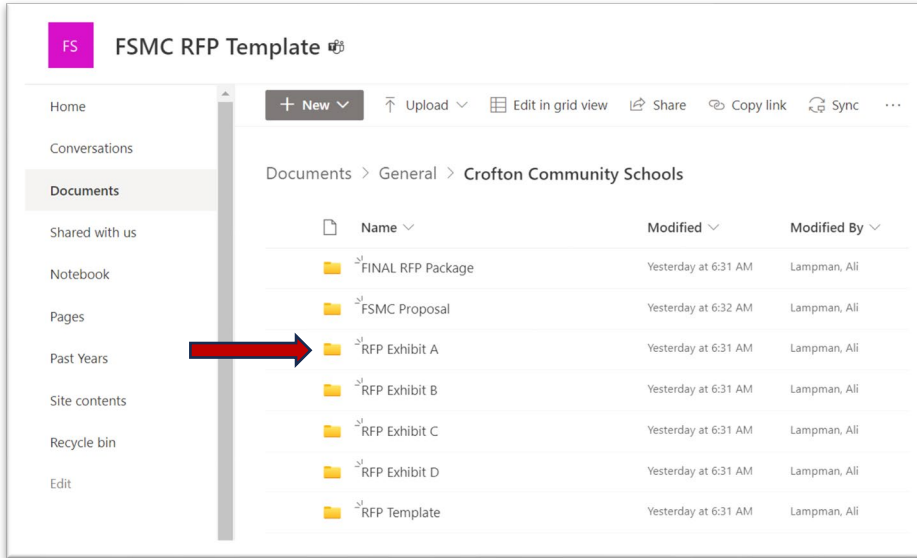 FS FSMC RFP Template
Home
Conversations
Documents
Shared with us
Notebook
Pages
Past Years
Site contents
Recycle bin
Edit
+ New Upload Edit in grid view Share Copy link Sync ...
Documents > General > Crofton Community Schools
Name Modified Modified By
FINAL RFP Package Yesterday at 6:31 AM Lampman, Ali
FSMC Proposal Yesterday at 6:32 AM Lampman, Ali
RFP Exhibit A Yesterday at 6:31 AM Lampman, Ali
RFP Exhibit B Yesterday at 6:31 AM Lampman, Ali
RFP Exhibit C Yesterday at 6:31 AM Lampman, Ali
RFP Exhibit D Yesterday at 6:31 AM Lampman, Ali
RFP Template Yesterday at 6:31 AM Lampman, Ali